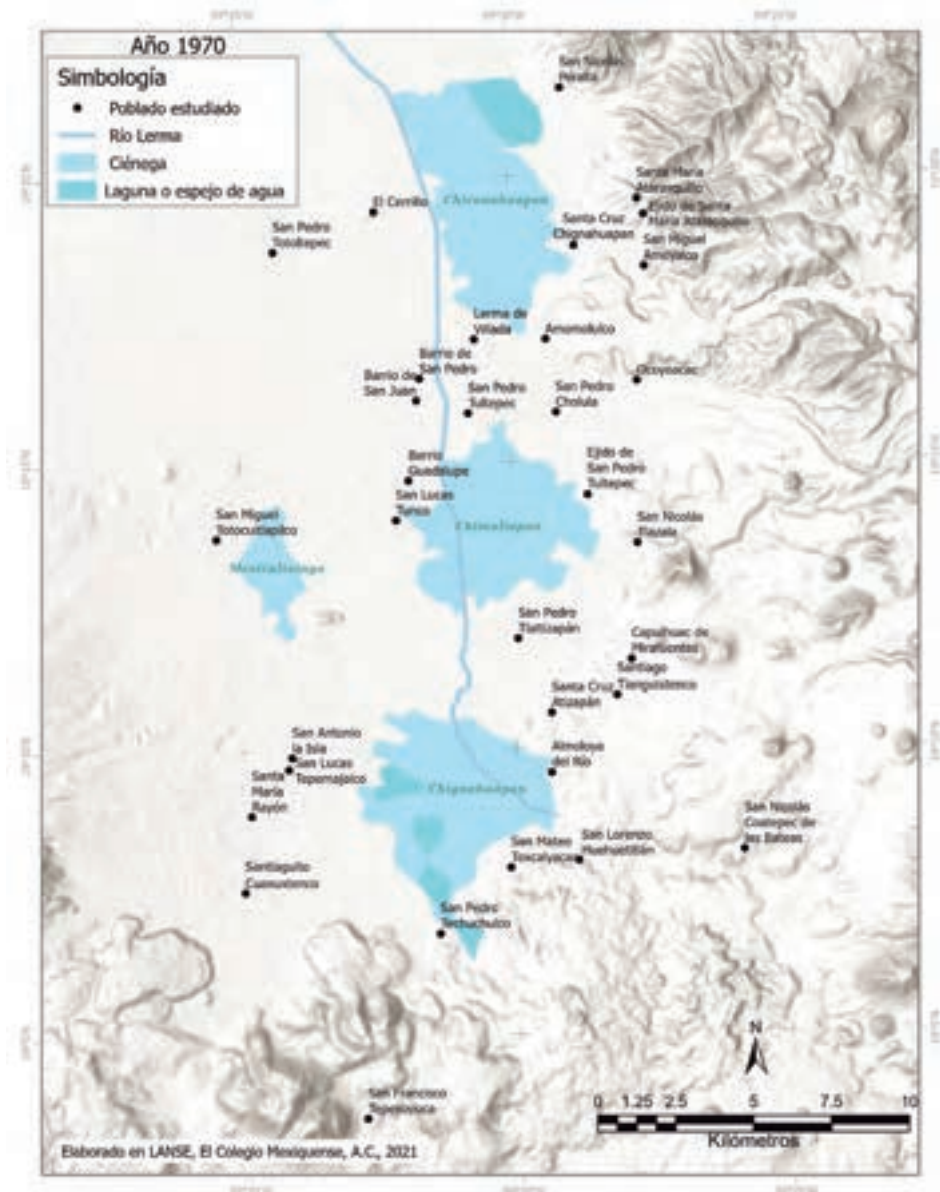 Año 1970
Simbología
Poblado estudiado
Río Lerma
Ciénega
Laguna o espejo de agua
San Nicolás
Peralta
Santa María
Atarasquillo
Ejido de Santa
María Atarasquillo
El Cerrillo
Chiconahuapan
Santa Cruz
Chignahuapan
San Miguel
Ameyalco
San Pedro
Totoltepec
Lerma de
Villada
Amomolulco
Barrio de
San Pedro
Barrio de
San Juan
San Pedro
Tultepec
San Pedro
Cholula
Ocoyoacac
Barrio
Guadalupe
Ejido de
San Pedro
Tultepec
San Lucas
Tunco
Chimaliapan
San Nicolás
Tlazala
San Miguel
Totocuitlapilco
San Pedro
Tlaltizapán
Capulhuac de
Mirafuentes
Santiago
Tianguistenco
Santa Cruz
Atizapán
San Antonio
la Isla
San Lucas
Tepemajalco
Almoloya
del Río
Santa
María
Rayón
Chignahuapan
San Nicolás
Coatepec de
las Bateas
San Mateo
Texcalyacac
San Lorenzo
Huehuetitlán
Santiaguito
Cuaxustenco
San Pedro
Techuchulco
N
San Francisco
0 1.25 2.5 5 7.5 10
Kilómetros
Elaborado en LANSE, El Colegio Mexiquense, A.C., 2021